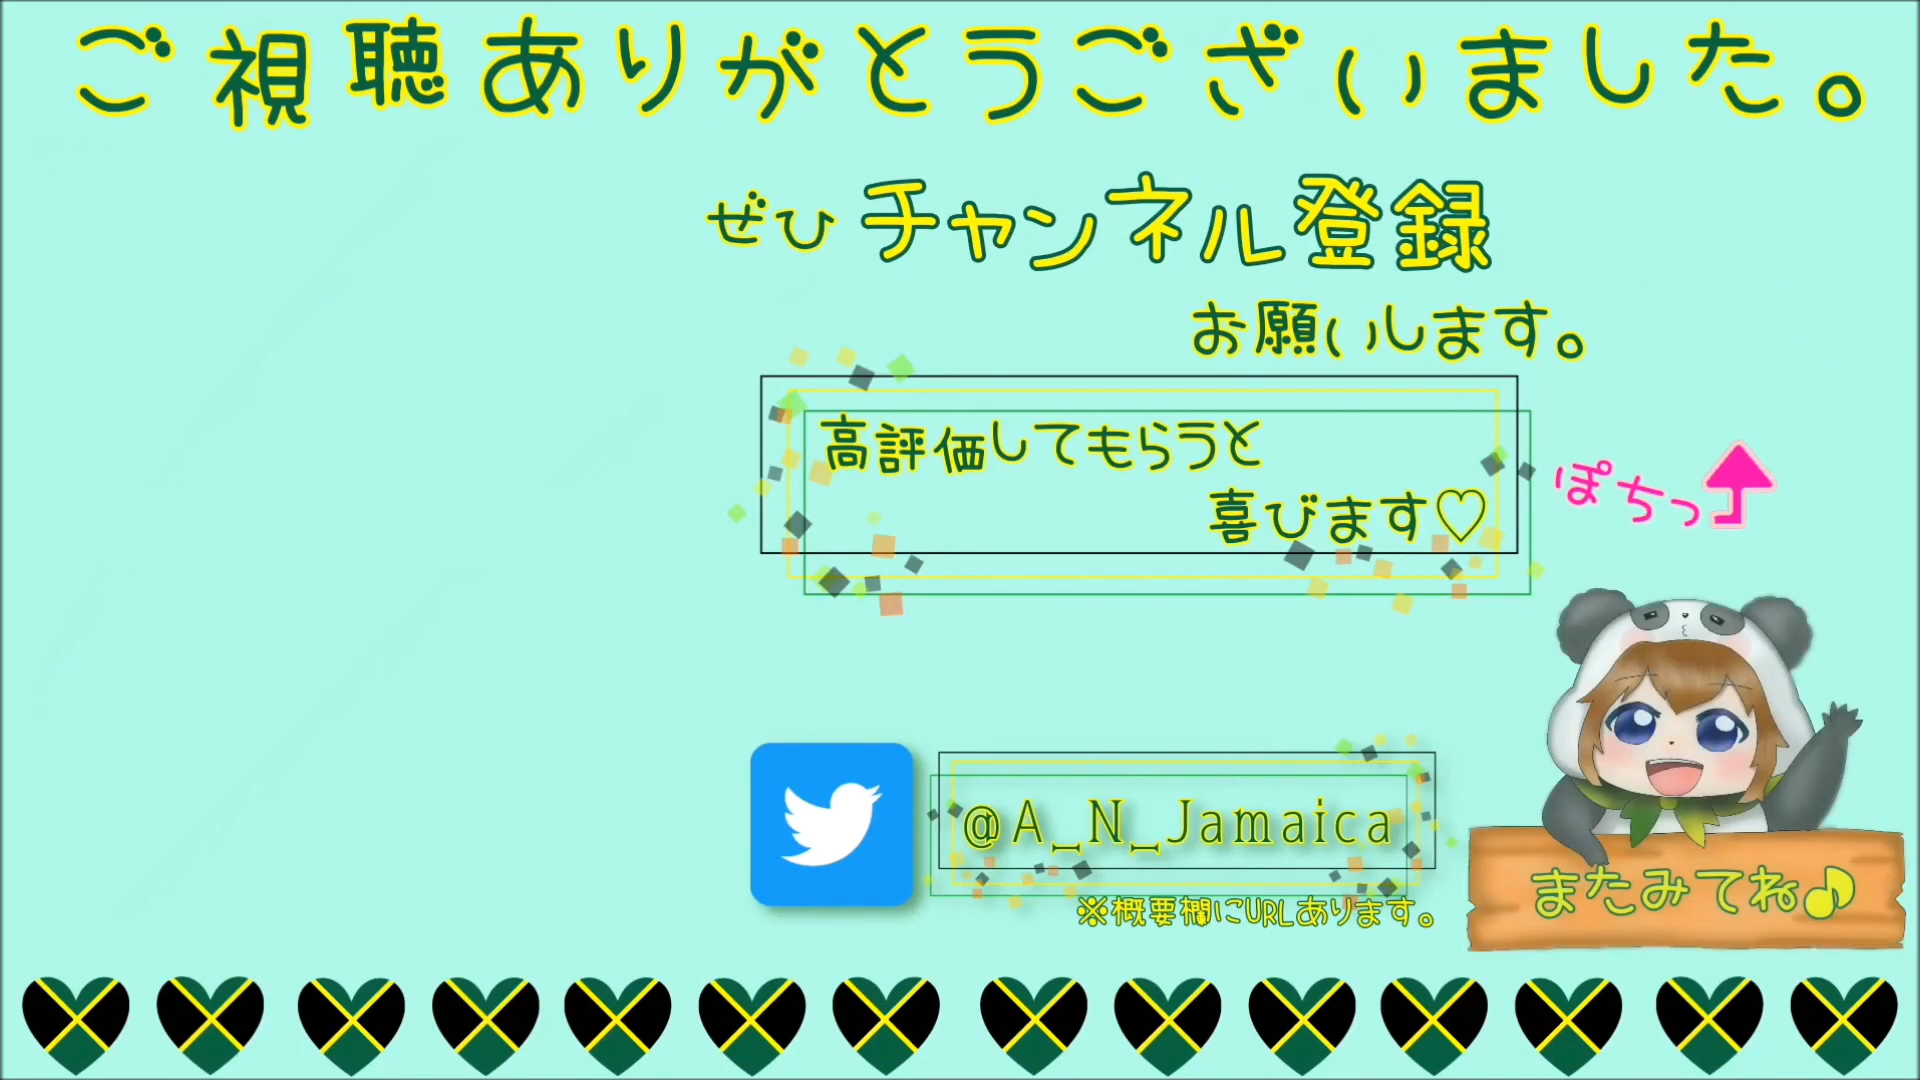 ご視聴ありがとうございました。
ぜひ チャンネル登録
お願いします。
高評価してもらうと
喜びます♡
ぽちっ
@A_N_Jamaica
※概要欄にURLあります。
またみてね♪